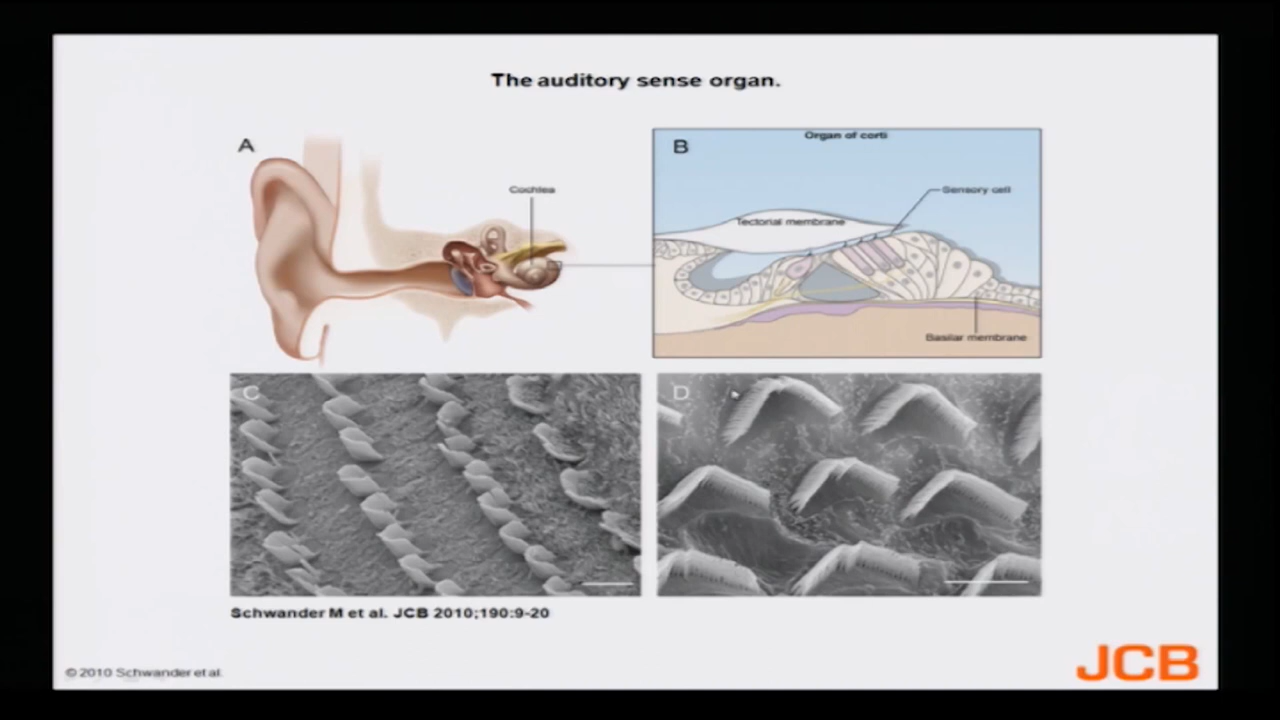 The auditory sense organ.
A
Cochlea
B
Organ of corti
Sensory cell
Tectorial membrane
Basilar membrane
C
D
Schwander M et al. JCB 2010;190:9-20
© 2010 Schwander et al.
JCB